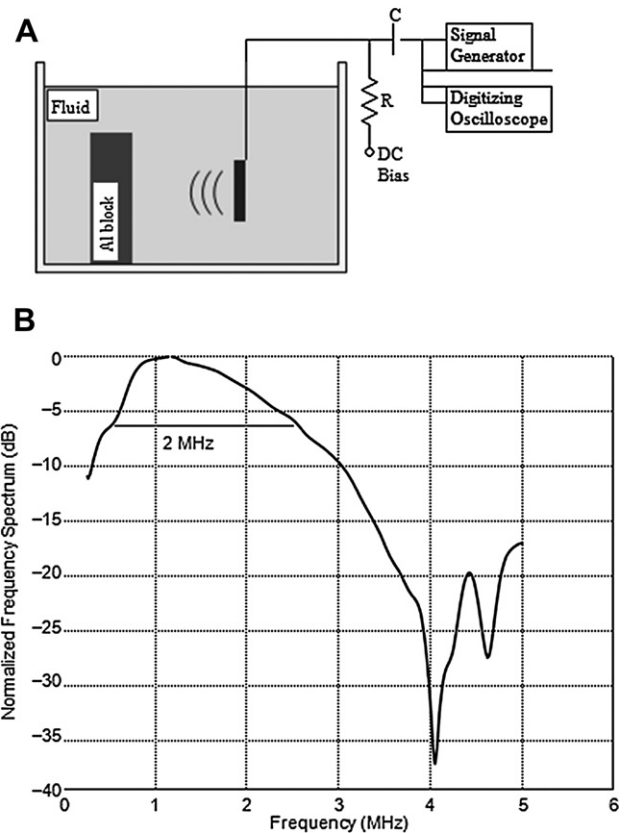 A
C
Signal
Generator
Fluid
R
Digitizing
Oscilloscope
DC
Bias
Al block
B
Normalized Frequency Spectrum (dB)
0
−5
−10
−15
−20
−25
−30
−35
−40
2 MHz
0 1 2 3 4 5 6
Frequency (MHz)